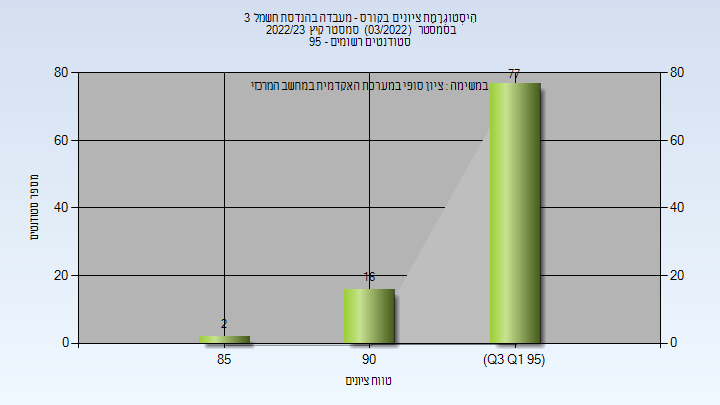 היסטוגרמת ציונים בקורס - מעבדה בהנדסת חשמל 3
בסמסטר (03/2022) סמסטר קיץ 2022/23
סטודנטים רשומים - 95
במשימה : ציון סופי במערכת האקדמית במחשב המרכזי
80
60
40
20
0
80
60
40
20
0
מספר סטודנטים
2
16
77
85
90
(Q3 Q1 95)
טווח ציונים